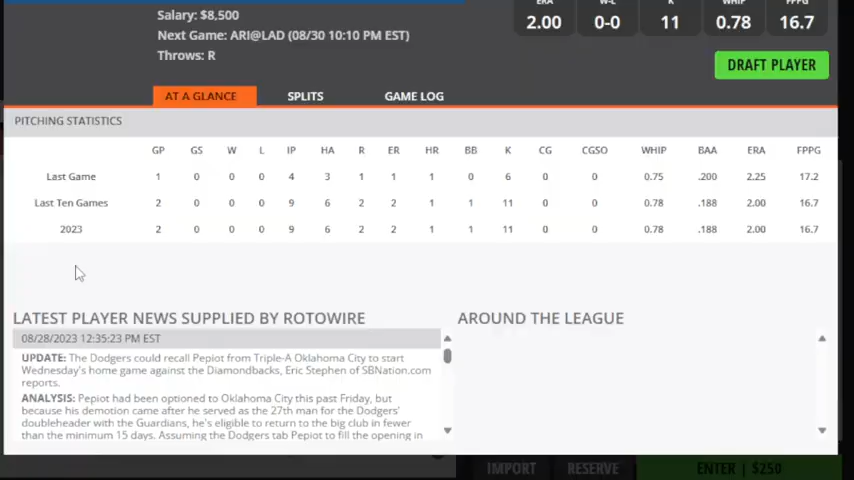 ERA W-L K WHIP FPPG
Salary: $8,500
2.00 0-0 11 0.78 16.7
Next Game: ARI@LAD (08/30 10:10 PM EST)
Throws: R
DRAFT PLAYER
AT A GLANCE SPLITS GAME LOG
PITCHING STATISTICS
GP GS W L IP HA R ER HR BB K CG CGSO WHIP BAA ERA FPPG
Last Game 1 0 0 0 4 3 1 1 1 0 6 0 0 0.75 .200 2.25 17.2
Last Ten Games 2 0 0 0 9 6 2 2 1 1 11 0 0 0.78 .188 2.00 16.7
2023 2 0 0 0 9 6 2 2 1 1 11 0 0 0.78 .188 2.00 16.7
LATEST PLAYER NEWS SUPPLIED BY ROTOWIRE
AROUND THE LEAGUE
08/28/2023 12:35:23 PM EST
UPDATE: The Dodgers could recall Pepiot from Triple-A Oklahoma City to start
Wednesday's home game against the Diamondbacks, Eric Stephen of SBNation.com
reports.
ANALYSIS: Pepiot had been optioned to Oklahoma City this past Friday, but
because his demotion came after he served as the 27th man for the Dodgers'
doubleheader with the Guardians, he's eligible to return to the big club in fewer
than the minimum 15 days. Assuming the Dodgers tab Pepiot to fill the opening in
IMPORT RESERVE ENTER | $250